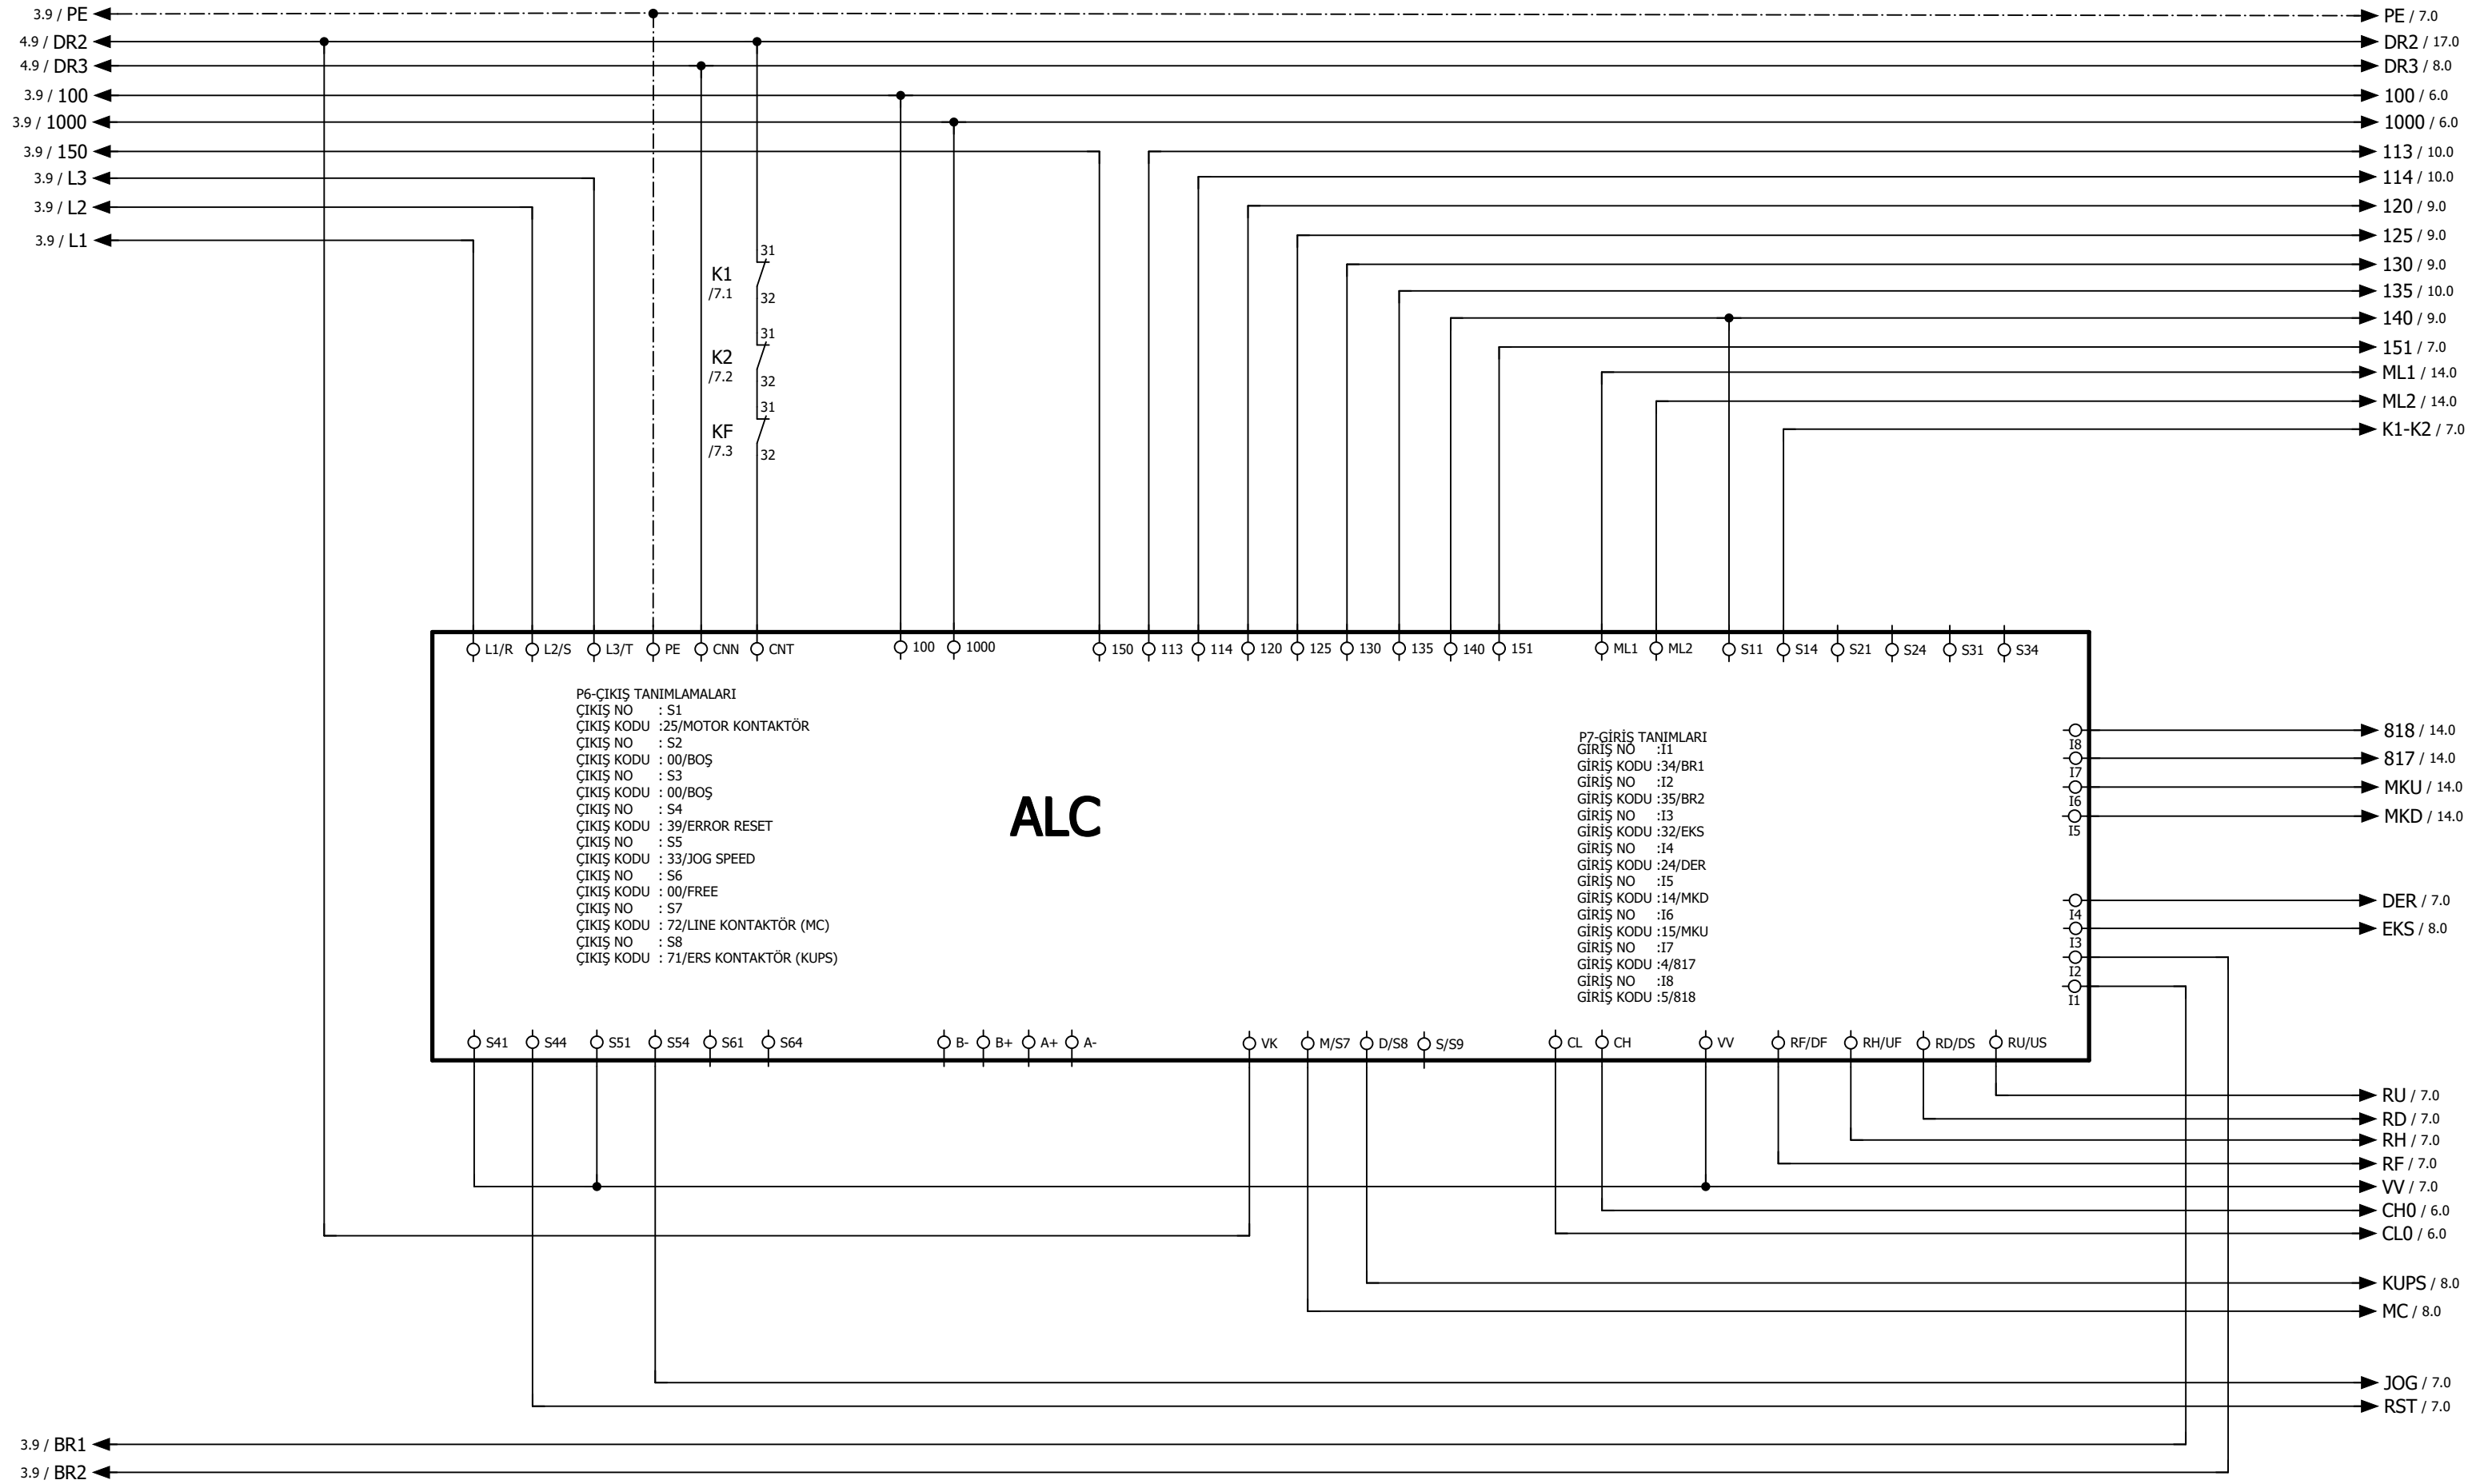 3.9 / PE
4.9 / DR2
4.9 / DR3
3.9 / 100
3.9 / 1000
3.9 / 150
3.9 / L3
3.9 / L2
3.9 / L1
PE / 7.0
DR2 / 17.0
DR3 / 8.0
100 / 6.0
1000 / 6.0
113 / 10.0
114 / 10.0
120 / 9.0
125 / 9.0
130 / 9.0
135 / 10.0
140 / 9.0
151 / 7.0
ML1 / 14.0
ML2 / 14.0
K1-K2 / 7.0
31
K1
/7.1
32
31
K2
/7.2
32
31
KF
/7.3
32
L1/R L2/S L3/T PE CNN CNT 100 1000 150 113 114 120 125 130 135 140 151 ML1 ML2 S11 S14 S21 S24 S31 S34
P6-ÇIKIŞ TANIMLAMALARI
ÇIKIŞ NO : S1
ÇIKIŞ KODU :25/MOTOR KONTAKTÖR
ÇIKIŞ NO : S2
ÇIKIŞ KODU : 00/BOŞ
ÇIKIŞ NO : S3
ÇIKIŞ KODU : 00/BOŞ
ÇIKIŞ NO : S4
ÇIKIŞ KODU : 39/ERROR RESET
ÇIKIŞ NO : S5
ÇIKIŞ KODU : 33/JOG SPEED
ÇIKIŞ NO : S6
ÇIKIŞ KODU : 00/FREE
ÇIKIŞ NO : S7
ÇIKIŞ KODU : 72/LINE KONTAKTÖR (MC)
ÇIKIŞ NO : S8
ÇIKIŞ KODU : 71/ERS KONTAKTÖR (KUPS)
ALC
P7-GİRİŞ TANIMLARI
GİRİŞ NO :I1
GİRİŞ KODU :34/BR1
GİRİŞ NO :I2
GİRİŞ KODU :35/BR2
GİRİŞ NO :I3
GİRİŞ KODU :32/EKS
GİRİŞ NO :I4
GİRİŞ KODU :24/DER
GİRİŞ NO :I5
GİRİŞ KODU :14/MKD
GİRİŞ NO :I6
GİRİŞ KODU :15/MKU
GİRİŞ NO :I7
GİRİŞ KODU :4/817
GİRİŞ NO :I8
GİRİŞ KODU :5/818
I8
I7
I6
I5
I4
I3
I2
I1
818 / 14.0
817 / 14.0
MKU / 14.0
MKD / 14.0
DER / 7.0
EKS / 8.0
S41 S44 S51 S54 S61 S64 B- B+ A+ A- VK M/S7 D/S8 S/S9 CL CH VV RF/DF RH/UF RD/DS RU/US
RU / 7.0
RD / 7.0
RH / 7.0
RF / 7.0
VV / 7.0
CH0 / 6.0
CL0 / 6.0
KUPS / 8.0
MC / 8.0
JOG / 7.0
RST / 7.0
3.9 / BR1
3.9 / BR2